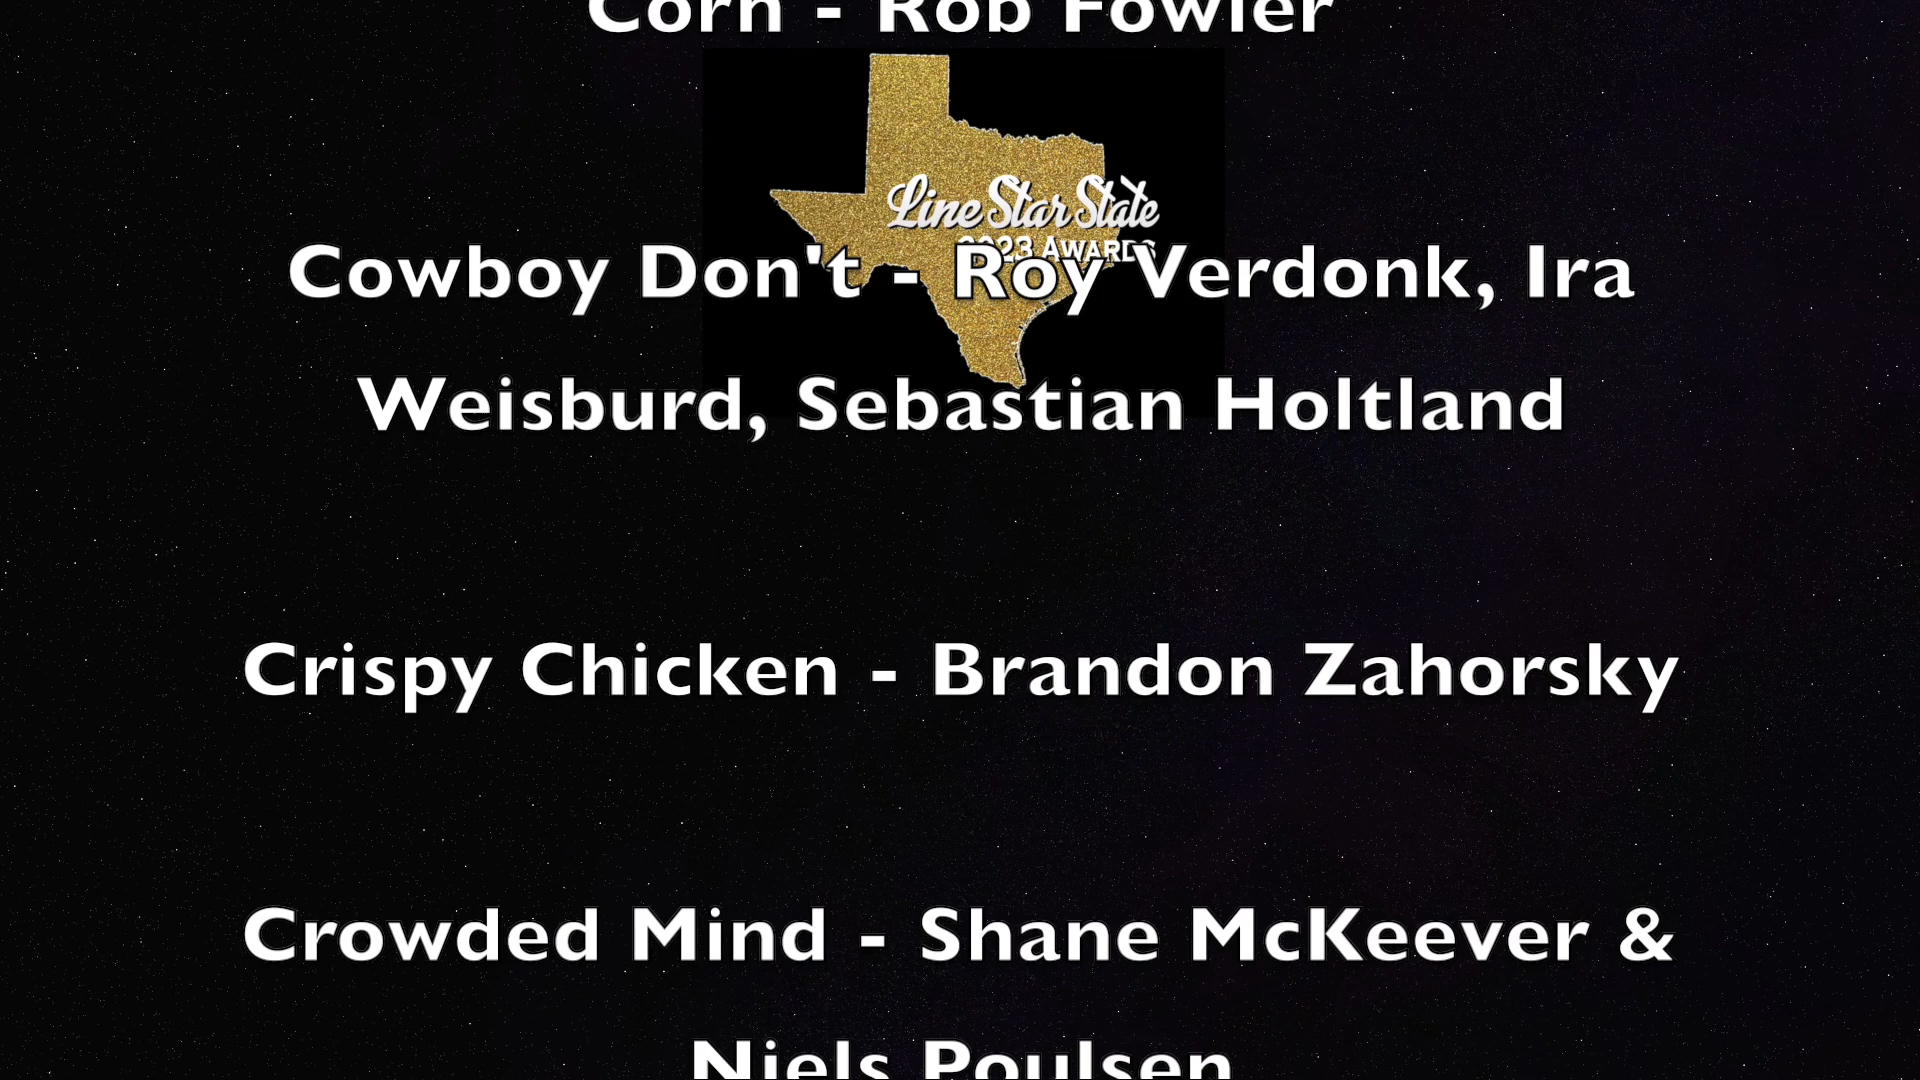 Corn - Rob Fowler
Line Star State
2023 AWARDS
Cowboy Don't - Roy Verdonk, Ira
Weisburd, Sebastian Holtland
Crispy Chicken - Brandon Zahorsky
Crowded Mind - Shane McKeever &
Niels Poulsen